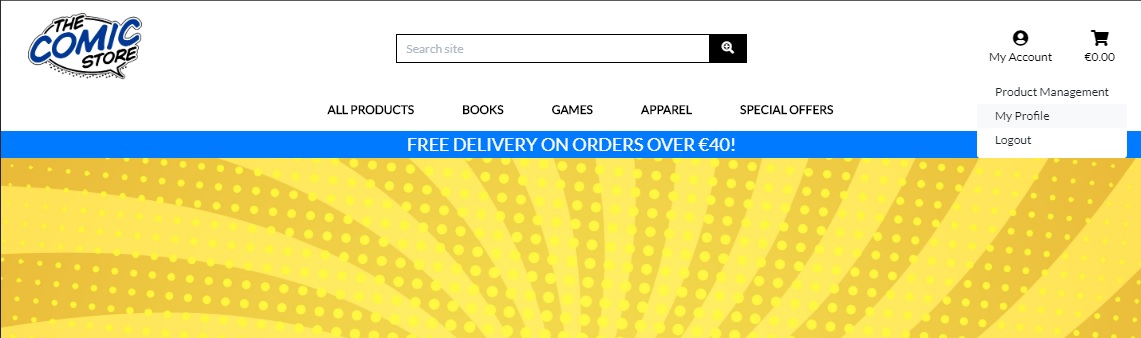 THE
COMIC
STORE
Search site
My Account
€0.00
Product Management
My Profile
Logout
ALL PRODUCTS
BOOKS
GAMES
APPAREL
SPECIAL OFFERS
FREE DELIVERY ON ORDERS OVER €40!